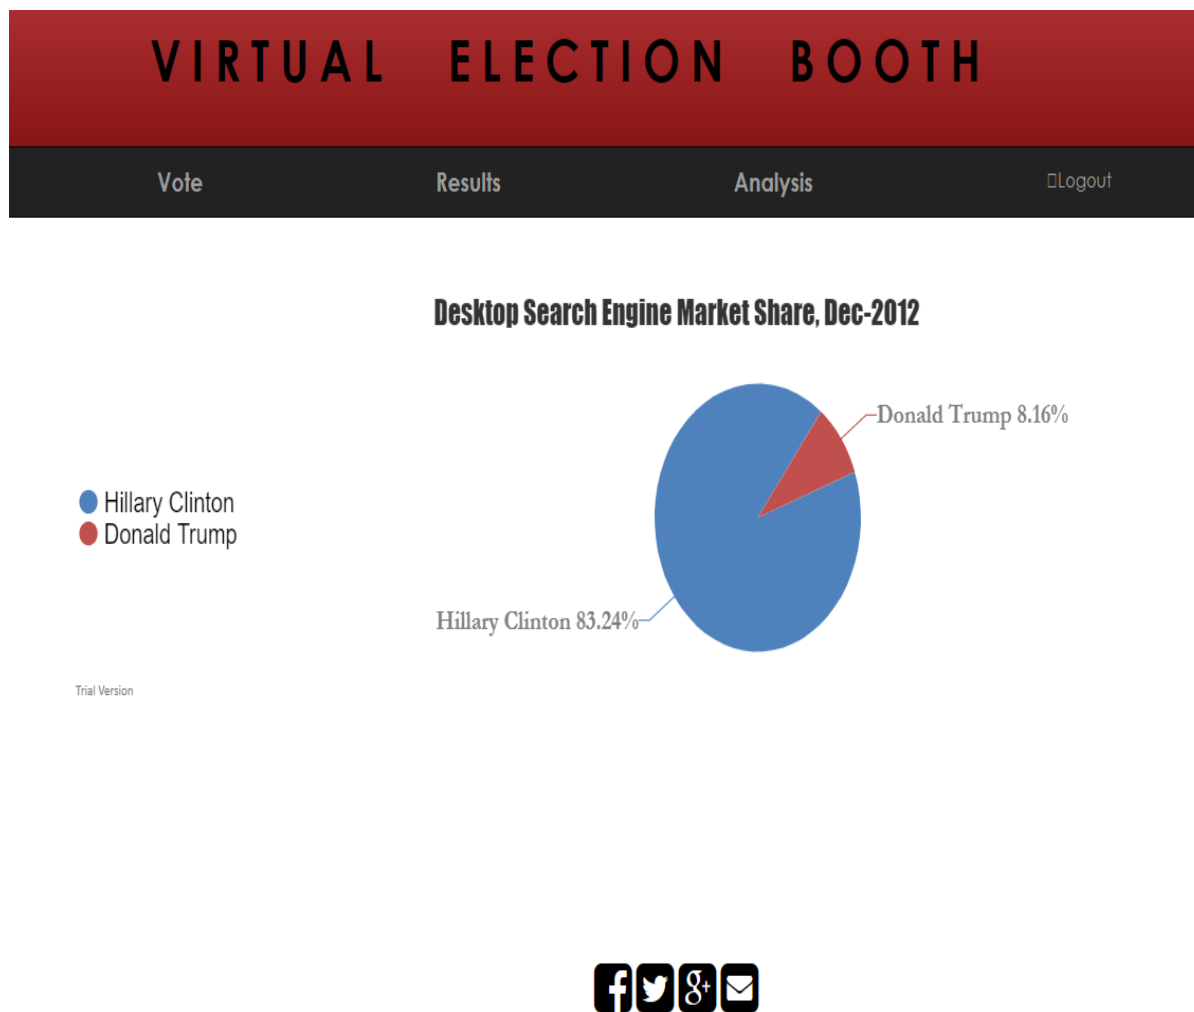 VIRTUAL ELECTION BOOTH
Vote Results Analysis Logout
Desktop Search Engine Market Share, Dec-2012
Donald Trump 8.16%
Hillary Clinton
Donald Trump
Hillary Clinton 83.24%
Trial Version